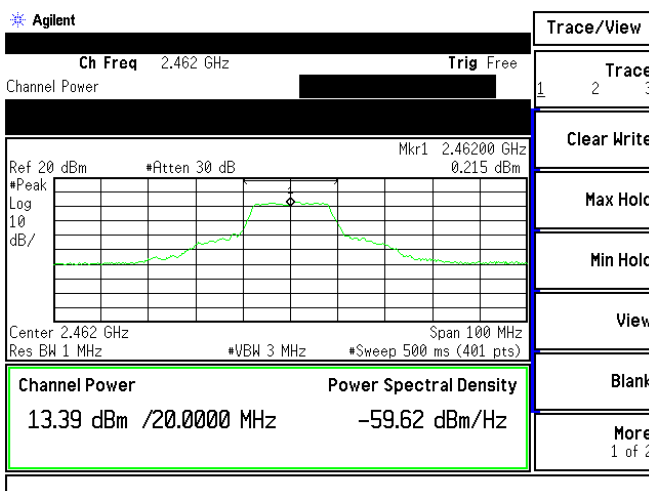 Agilent
Trace/View
Ch Freq 2.462 GHz Trig Free
Channel Power
Trace
1 2 3
Mkr1 2.46200 GHz
Ref 20 dBm #Atten 30 dB 0.215 dBm
#Peak
Log
10
dB/
1
Center 2.462 GHz Span 100 MHz
Res BW 1 MHz #VBW 3 MHz #Sweep 500 ms (401 pts)
Channel Power Power Spectral Density
13.39 dBm /20.0000 MHz -59.62 dBm/Hz
Clear Write
Max Hold
Min Hold
View
Blank
More
1 of 2